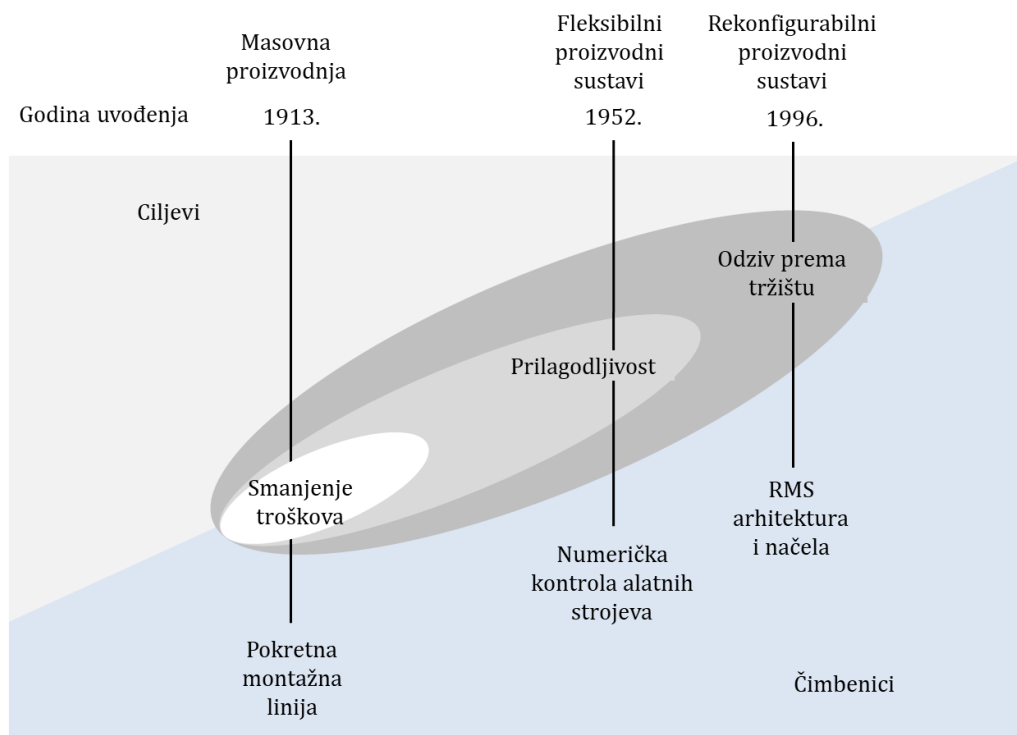 Masovna
proizvodnja
Fleksibilni
proizvodni
sustavi
Rekonfigurabilni
proizvodni
sustavi
Godina uvođenja
1913.
1952.
1996.
Ciljevi
Odziv prema
tržištu
Prilagodljivost
Smanjenje
troškova
RMS
arhitektura
i načela
Numerička
kontrola alatnih
strojeva
Pokretna
montažna
linija
Čimbenici